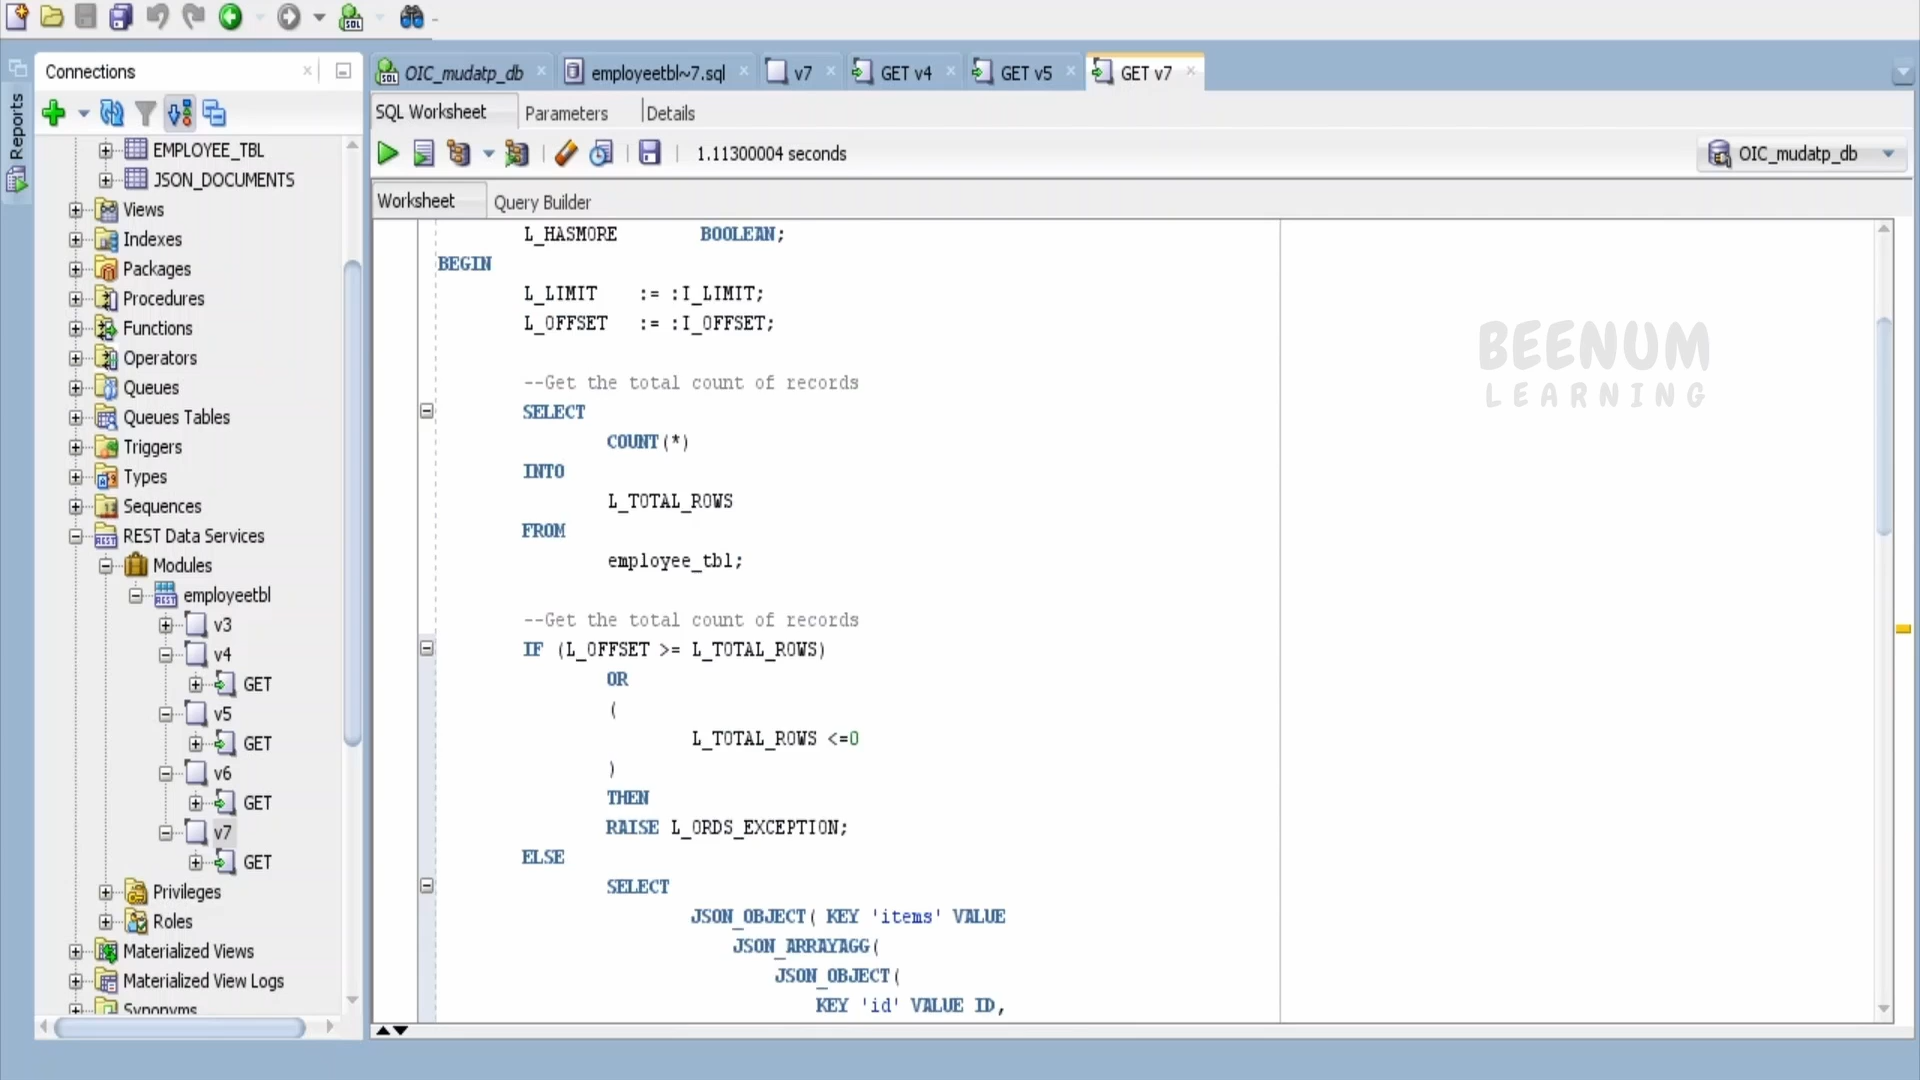 SQL
Reports
Connections
EMPLOYEE_TBL
JSON_DOCUMENTS
Views
Indexes
Packages
Procedures
Functions
Operators
Queues
Queues Tables
Triggers
Types
Sequences
REST Data Services
Modules
employeetbl
v3
v4
GET
v5
GET
v6
GET
v7
GET
Privileges
Roles
Materialized Views
Materialized View Logs
Synonyms
OIC_mudatp_db
employeetbl~7.sql
v7
GET v4
GET v5
GET v7
SQL Worksheet
Parameters
Details
1.11300004 seconds
OIC_mudatp_db
Worksheet
Query Builder
L_HASMORE BOOLEAN;
BEGIN
L_LIMIT := :I_LIMIT;
L_OFFSET := :I_OFFSET;
--Get the total count of records
SELECT
COUNT(*)
INTO
L_TOTAL_ROWS
FROM
employee_tbl;
--Get the total count of records
IF (L_OFFSET >= L_TOTAL_ROWS)
OR
(
L_TOTAL_ROWS <=0
)
THEN
RAISE L_ORDS_EXCEPTION;
ELSE
SELECT
JSON_OBJECT( KEY 'items' VALUE
JSON_ARRAYAGG(
JSON_OBJECT(
KEY 'id' VALUE ID,
BEENUM
LEARNING